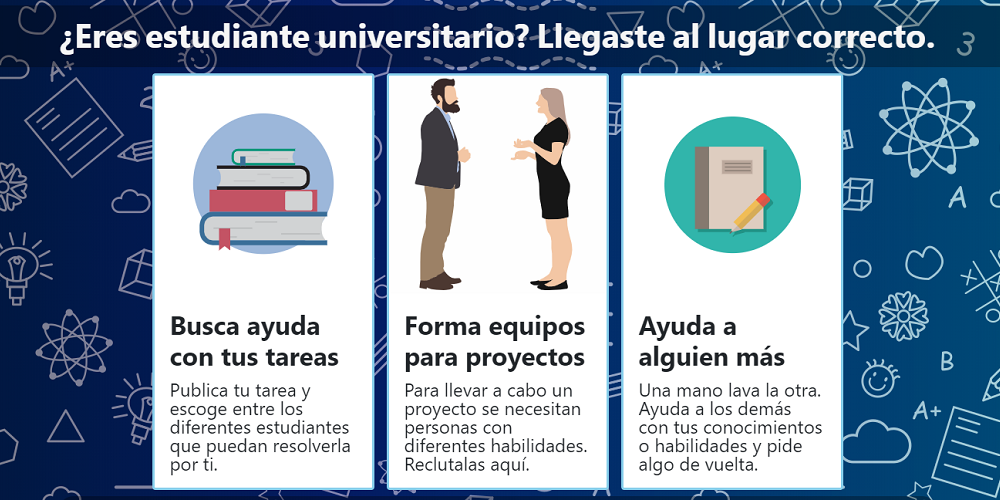 ¿Eres estudiante universitario? Llegaste al lugar correcto.
Busca ayuda
con tus tareas
Publica tu tarea y
escoge entre los
diferentes estudiantes
que puedan resolverla
por ti.
Forma equipos
para proyectos
Para llevar a cabo un
proyecto se necesitan
personas con
diferentes habilidades.
Reclutalas aquí.
Ayuda a
alguien más
Una mano lava la otra.
Ayuda a los demás
con tus conocimientos
o habilidades y pide
algo de vuelta.
A+
3
3
A
B
A+